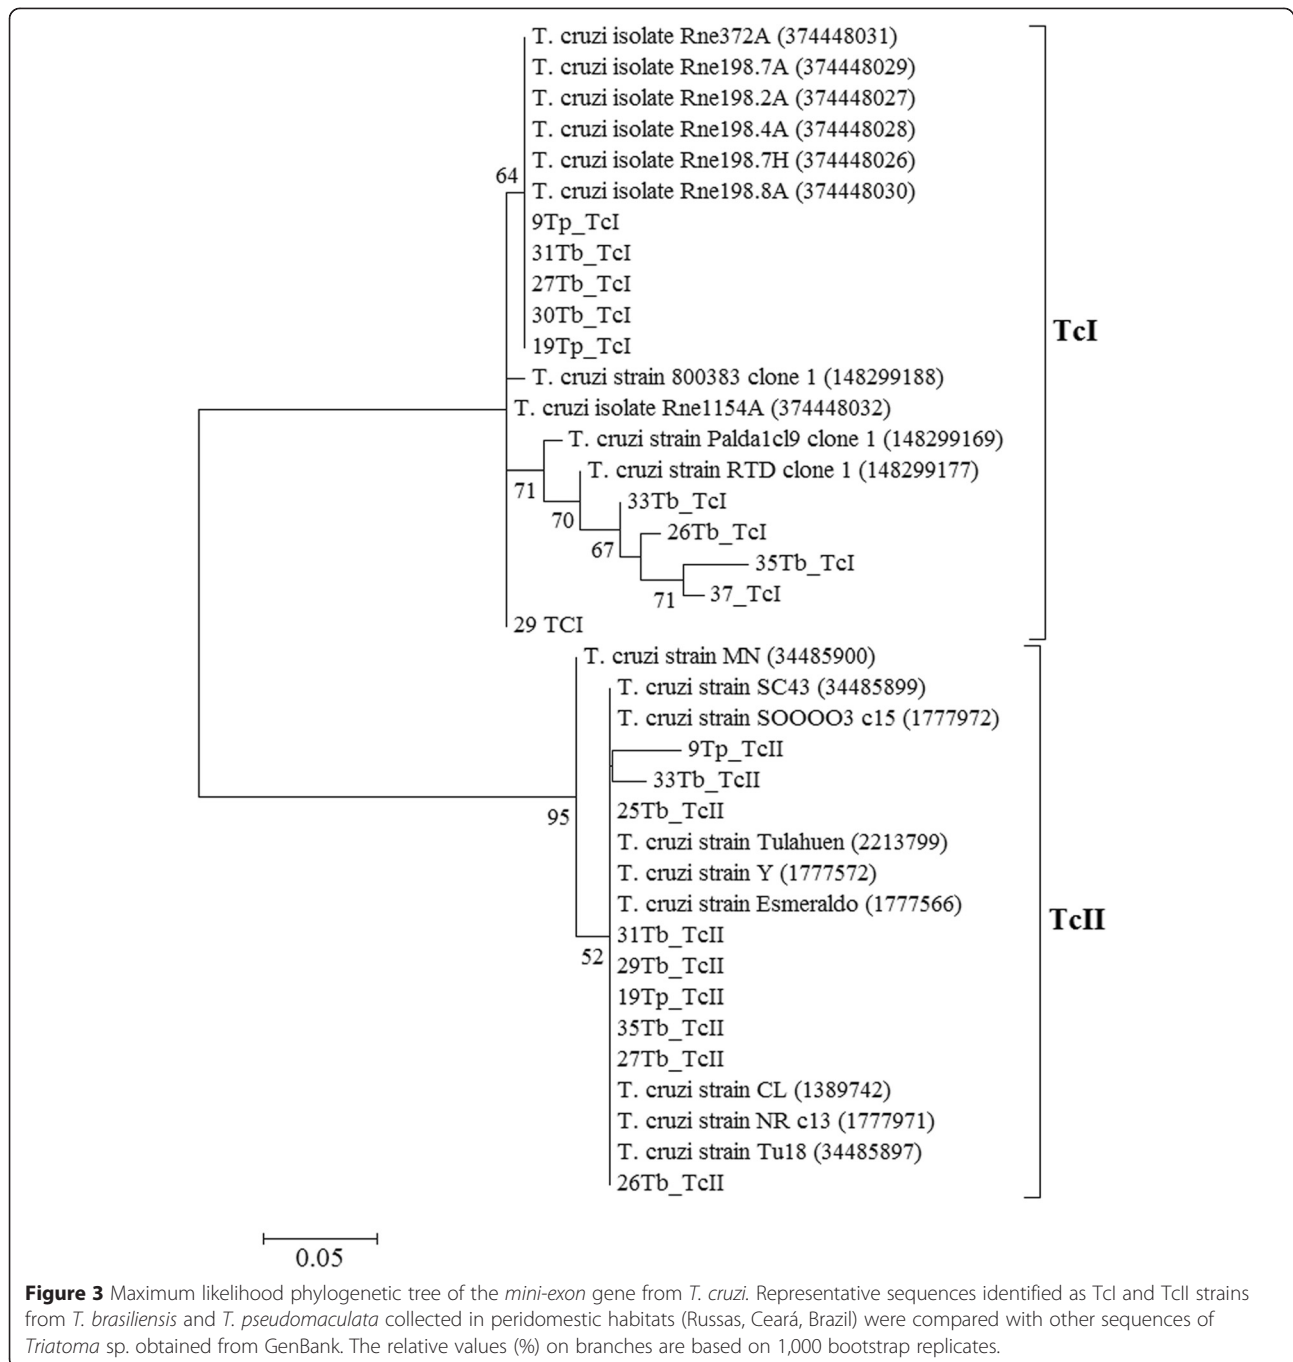 T. cruzi isolate Rne372A (374448031)
T. cruzi isolate Rne198.7A (374448029)
T. cruzi isolate Rne198.2A (374448027)
T. cruzi isolate Rne198.4A (374448028)
T. cruzi isolate Rne198.7H (374448026)
64
T. cruzi isolate Rne198.8A (374448030)
9Tp_TcI
31Tb_TcI
27Tb_TcI
30Tb_TcI
19Tp_TcI
TcI
T. cruzi strain 800383 clone 1 (148299188)
T. cruzi isolate Rne1154A (374448032)
T. cruzi strain Palda1cl9 clone 1 (148299169)
T. cruzi strain RTD clone 1 (148299177)
71
33Tb_TcI
70
26Tb_TcI
67
35Tb_TcI
37_TcI
71
29 TCI
T. cruzi strain MN (34485900)
T. cruzi strain SC43 (34485899)
T. cruzi strain SOOOO3 c15 (1777972)
9Tp_TcII
33Tb_TcII
25Tb_TcII
95
T. cruzi strain Tulahuen (2213799)
T. cruzi strain Y (1777572)
T. cruzi strain Esmeraldo (1777566)
TcII
31Tb_TcII
52
29Tb_TcII
19Tp_TcII
35Tb_TcII
27Tb_TcII
T. cruzi strain CL (1389742)
T. cruzi strain NR c13 (1777971)
T. cruzi strain Tu18 (34485897)
26Tb_TcII
0.05
Figure 3 Maximum likelihood phylogenetic tree of the mini-exon gene from T. cruzi. Representative sequences identified as TcI and TcII strains
from T. brasiliensis and T. pseudomaculata collected in peridomestic habitats (Russas, Ceará, Brazil) were compared with other sequences of
Triatoma sp. obtained from GenBank. The relative values (%) on branches are based on 1,000 bootstrap replicates.